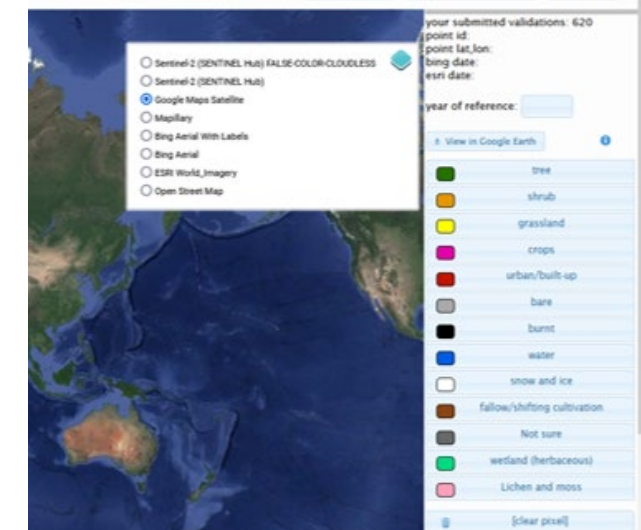 Sentinel-2 (SENTINEL Hub) FALSE-COLOR-CLOUDLESS
Sentinel-2 (SENTINEL Hub)
Google Maps Satellite
Mapillary
Bing Aerial With Labels
Bing Aerial
ESRI World_Imagery
Open Street Map
your submitted validations: 620
point id:
point lat,lon:
bing date:
esri date:
year of reference:
View in Google Earth
tree
shrub
grassland
crops
urban/built-up
bare
burnt
water
snow and ice
fallow/shifting cultivation
Not sure
wetland (herbaceous)
Lichen and moss
[clear pixel]